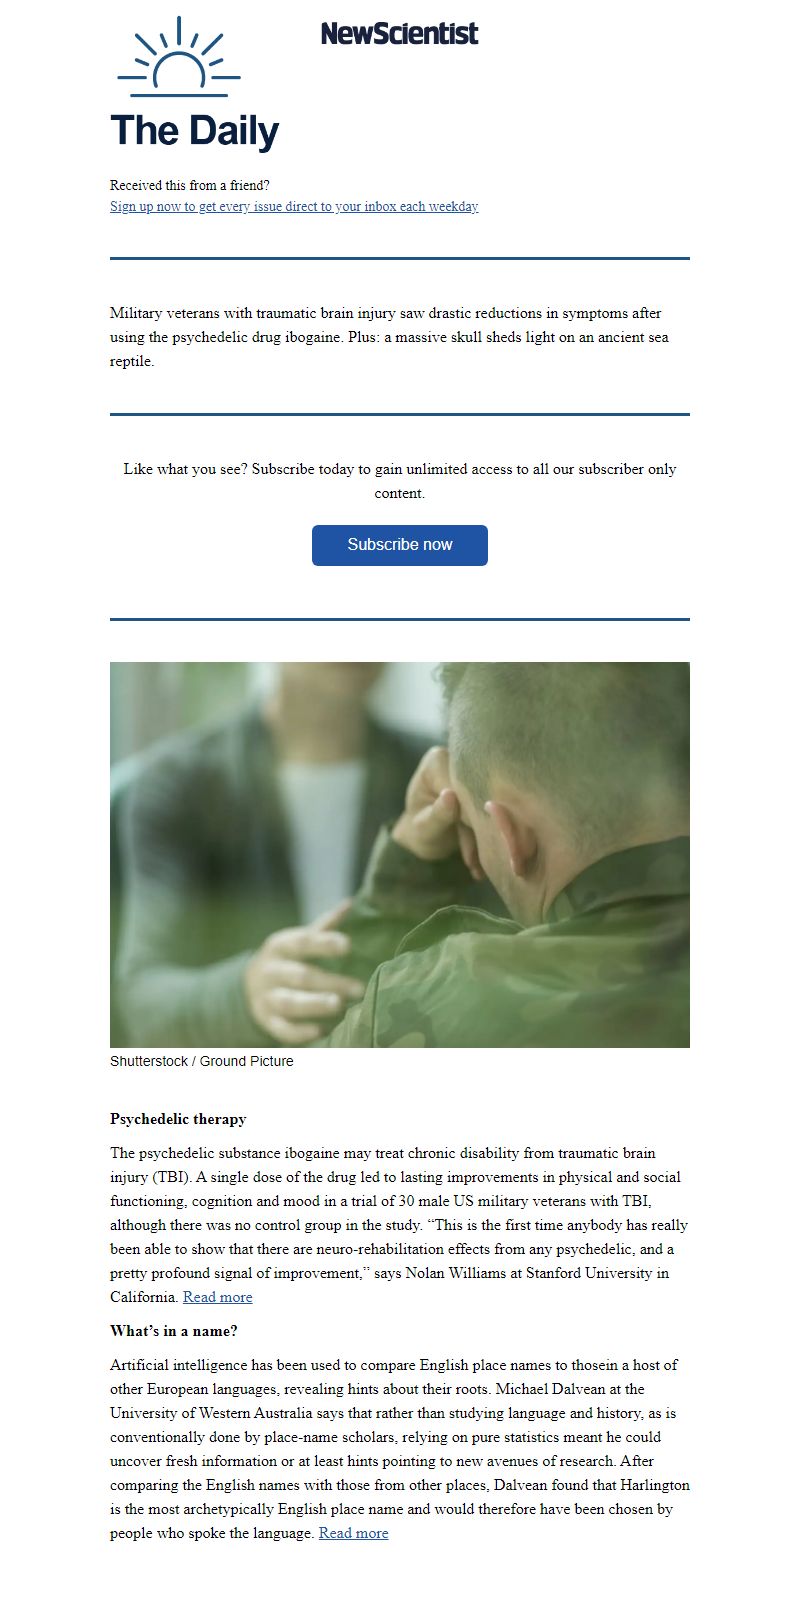 NewScientist
The Daily
Received this from a friend?
Sign up now to get every issue direct to your inbox each weekday
Military veterans with traumatic brain injury saw drastic reductions in symptoms after
using the psychedelic drug ibogaine. Plus: a massive skull sheds light on an ancient sea
reptile.
Like what you see? Subscribe today to gain unlimited access to all our subscriber only
content.
Subscribe now
Shutterstock / Ground Picture
Psychedelic therapy
The psychedelic substance ibogaine may treat chronic disability from traumatic brain
injury (TBI). A single dose of the drug led to lasting improvements in physical and social
functioning, cognition and mood in a trial of 30 male US military veterans with TBI,
although there was no control group in the study. “This is the first time anybody has really
been able to show that there are neuro-rehabilitation effects from any psychedelic, and a
pretty profound signal of improvement,” says Nolan Williams at Stanford University in
California. Read more
What’s in a name?
Artificial intelligence has been used to compare English place names to thosein a host of
other European languages, revealing hints about their roots. Michael Dalvean at the
University of Western Australia says that rather than studying language and history, as is
conventionally done by place-name scholars, relying on pure statistics meant he could
uncover fresh information or at least hints pointing to new avenues of research. After
comparing the English names with those from other places, Dalvean found that Harlington
is the most archetypically English place name and would therefore have been chosen by
people who spoke the language. Read more